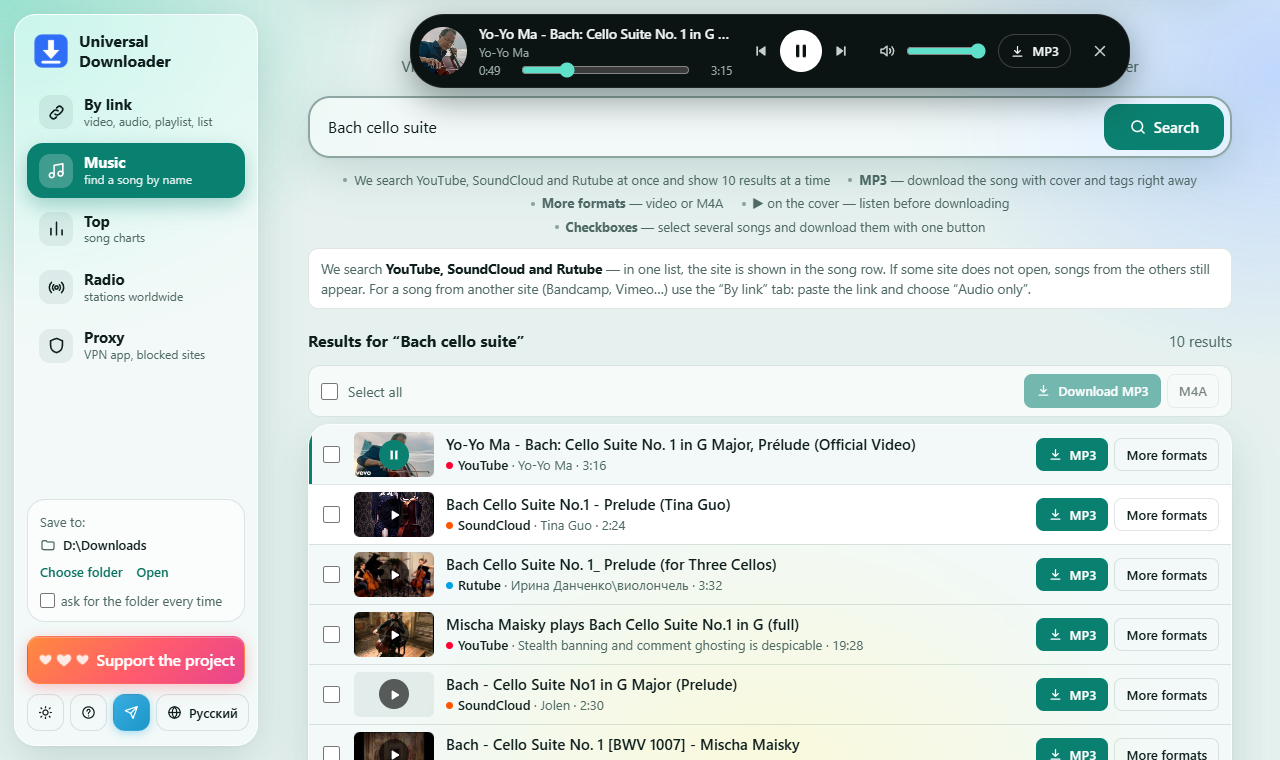 Universal
Downloader
By link
video, audio, playlist, list
Music
find a song by name
Top
song charts
Radio
stations worldwide
Proxy
VPN app, blocked sites
Save to:
D:\Downloads
Choose folder Open
ask for the folder every time
Support the project
Русский
Yo-Yo Ma - Bach: Cello Suite No. 1 in G ...
Yo-Yo Ma
0:49 3:15
MP3
Bach cello suite
Search
• We search YouTube, SoundCloud and Rutube at once and show 10 results at a time • MP3 — download the song with cover and tags right away
• More formats — video or M4A • ▶ on the cover — listen before downloading
• Checkboxes — select several songs and download them with one button
We search YouTube, SoundCloud and Rutube — in one list, the site is shown in the song row. If some site does not open, songs from the others still
appear. For a song from another site (Bandcamp, Vimeo...) use the “By link” tab: paste the link and choose “Audio only”.
Results for “Bach cello suite” 10 results
Select all Download MP3 M4A
Yo-Yo Ma - Bach: Cello Suite No. 1 in G Major, Prélude (Official Video)
YouTube · Yo-Yo Ma · 3:16
MP3 More formats
vevo
Bach Cello Suite No.1 - Prelude (Tina Guo)
SoundCloud · Tina Guo · 2:24
MP3 More formats
Bach Cello Suite No. 1_ Prelude (for Three Cellos)
Rutube · Ирина Данченко\виолончель · 3:32
MP3 More formats
Mischa Maisky plays Bach Cello Suite No.1 in G (full)
YouTube · Stealth banning and comment ghosting is despicable · 19:28
MP3 More formats
Bach - Cello Suite No1 in G Major (Prelude)
SoundCloud · Jolen · 2:30
MP3 More formats
Bach - Cello Suite No. 1 [BWV 1007] - Mischa Maisky
MP3 More formats